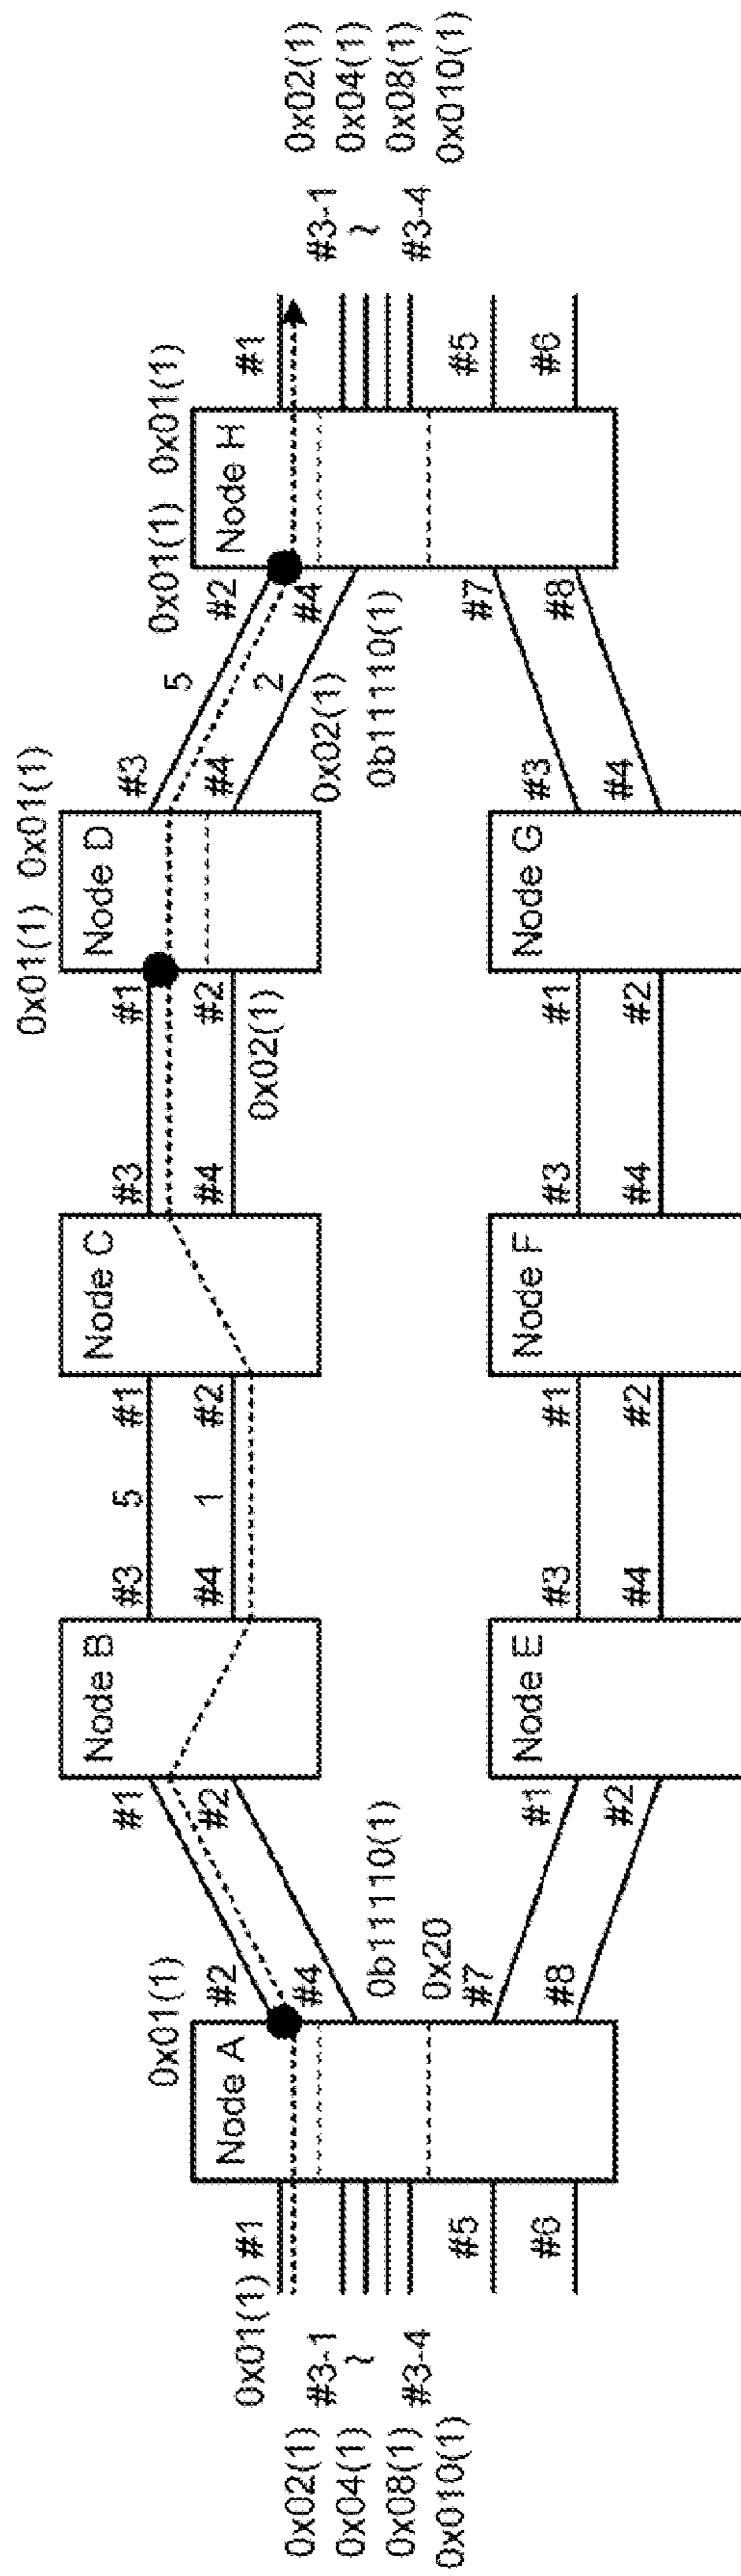 0x01(1) #1
0x02(1)
0x04(1)
0x08(1)
0x010(1)
#3-1
~
#3-4
#5
#6
Node A
0x01(1)
#2
#4
0b11110(1)
0x20
#7
#8
#1
#2
Node B
#3
#4
5
1
#1
#2
Node C
#3
#4
0x01(1) 0x01(1)
#1
#2
0x02(1)
Node D
#3
#4
5
2
0x02(1)
0b11110(1)
0x01(1) 0x01(1)
#2
#4
#7
#8
Node H
#1
#3-1
~
#3-4
0x02(1)
0x04(1)
0x08(1)
0x010(1)
#5
#6
#1
#2
Node E
#3
#4
#1
#2
Node F
#3
#4
#1
#2
Node G
#3
#4